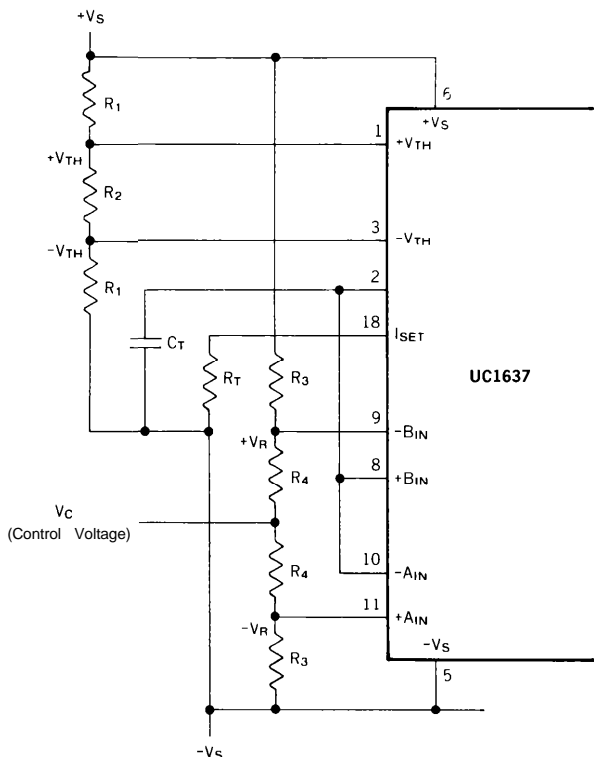 +VS
R1
6
+VS
1
+VTH
+VTH
R2
3
-VTH
-VTH
2
R1
18
ISET
CT
RT
R3
UC1637
9
-BIN
+VR
8
+BIN
R4
VC
(Control Voltage)
10
-AIN
R4
11
+AIN
-VR
-VS
R3
5
-VS